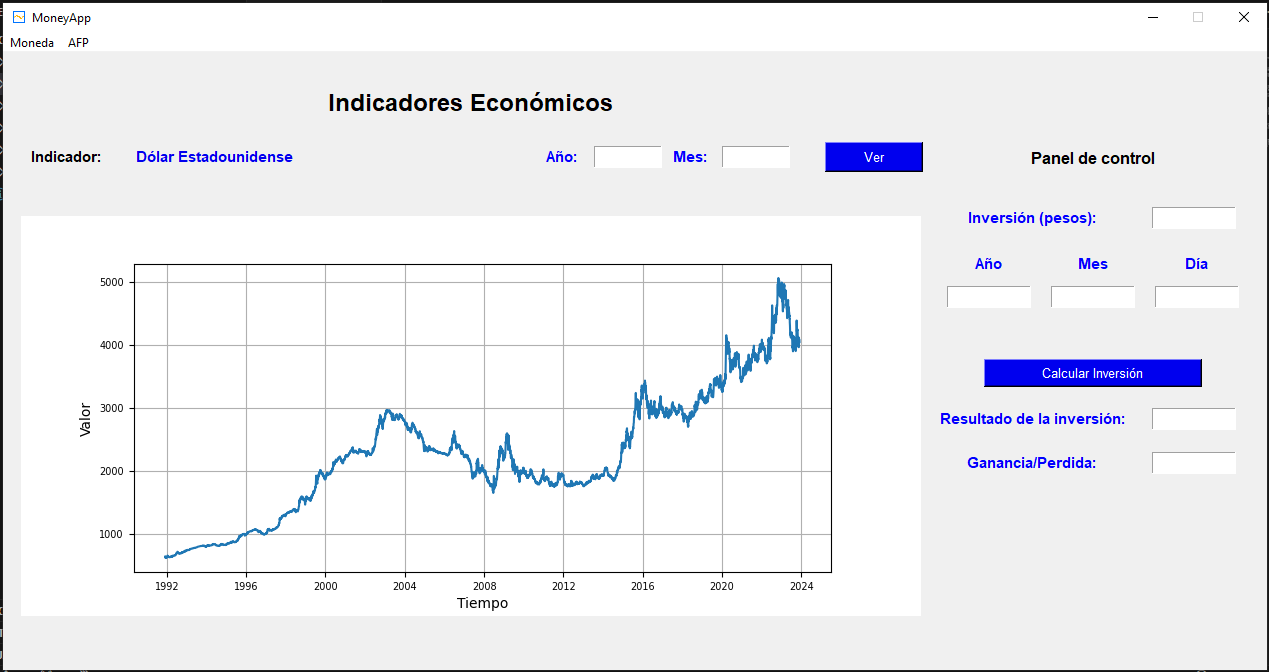 MoneyApp
Moneda AFP
Indicadores Económicos
Indicador: Dólar Estadounidense Año: Mes: Ver
Panel de control
Inversión (pesos):
Año Mes Día
Calcular Inversión
Resultado de la inversión:
Ganancia/Perdida:
5000
4000
3000
2000
1000
Valor
1992 1996 2000 2004 2008 2012 2016 2020 2024
Tiempo